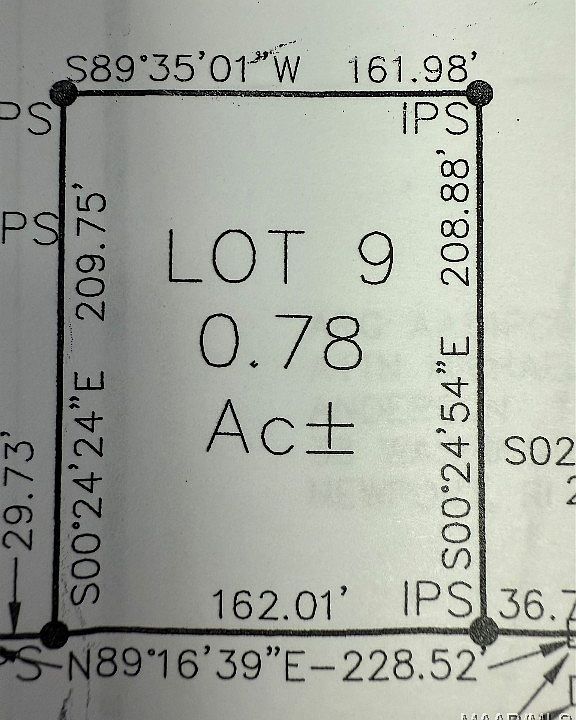 S89°35'01"W 161.98'
PS IPS
PS
209.75'
208.88'
LOT 9
0.78
Ac±
S00°24'24"E
S00°24'54"E
29.73'
S02
162.01' IPS 36.7
N89°16'39"E–228.52'